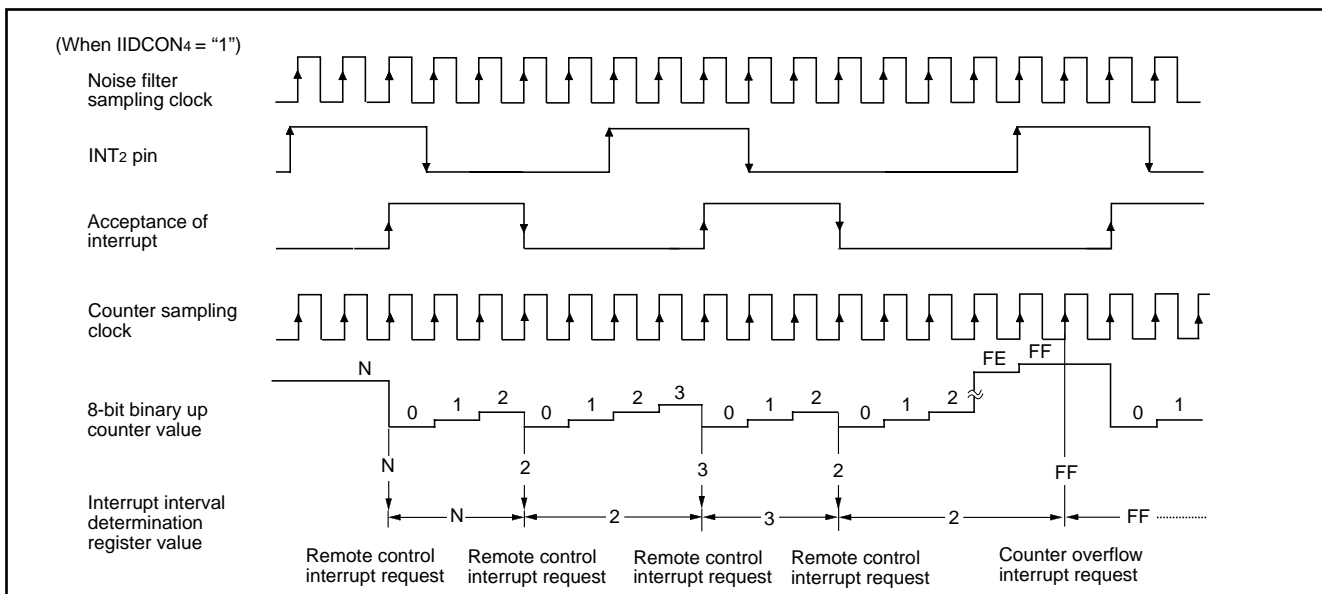 (When IIDCON4 = “1”)
Noise filter
sampling clock
INT2 pin
Acceptance of
interrupt
Counter sampling
clock
N
FE
FF
8-bit binary up
counter value
0
1
2
0
1
2
3
0
1
2
0
1
2
0
1
N
2
3
2
FF
Interrupt interval
determination
register value
N
2
3
2
FF
Remote control
interrupt request
Remote control
interrupt request
Remote control
interrupt request
Remote control
interrupt request
Counter overflow
interrupt request